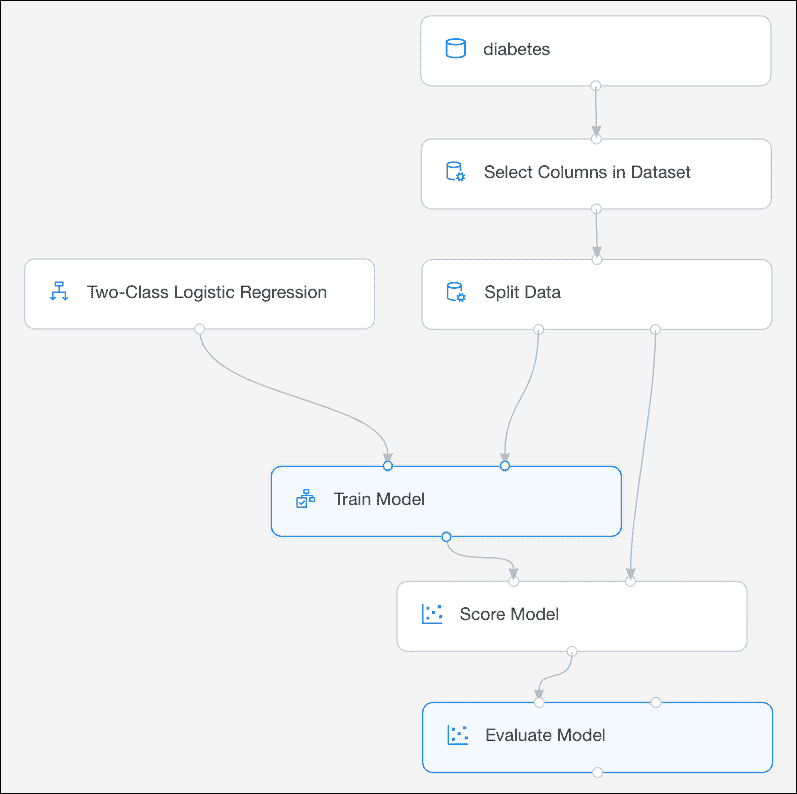 diabetes
Select Columns in Dataset
Two-Class Logistic Regression
Split Data
Train Model
Score Model
Evaluate Model